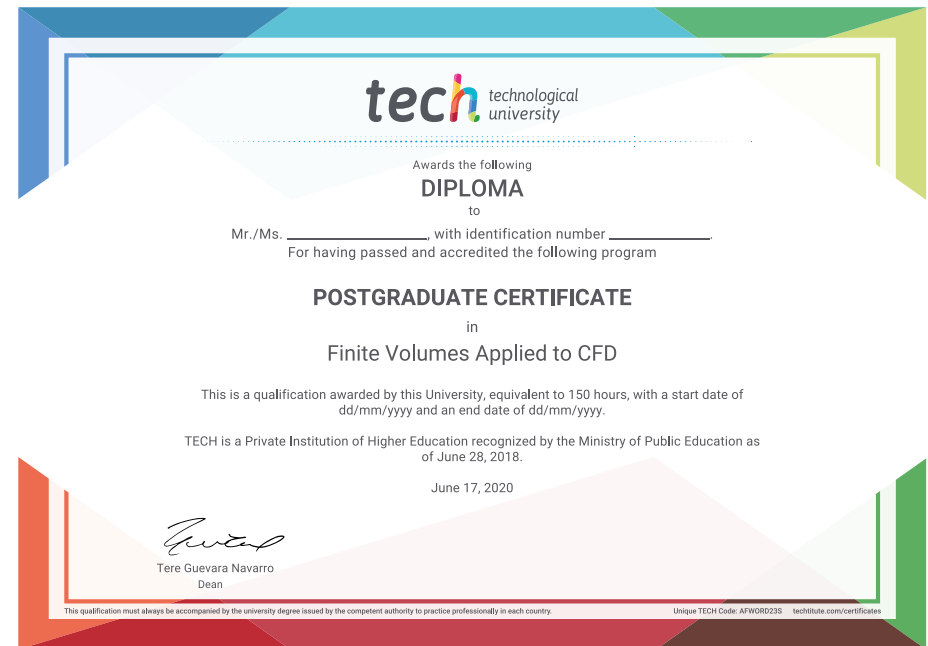 tech technological
university
Awards the following
DIPLOMA
to
Mr./Ms. ____________________, with identification number ______________.
For having passed and accredited the following program
POSTGRADUATE CERTIFICATE
in
Finite Volumes Applied to CFD
This is a qualification awarded by this University, equivalent to 150 hours, with a start date of
dd/mm/yyyy and an end date of dd/mm/yyyy.
TECH is a Private Institution of Higher Education recognized by the Ministry of Public Education as
of June 28, 2018.
June 17, 2020
Tere Guevara Navarro
Dean
This qualification must always be accompanied by the university degree issued by the competent authority to practice professionally in each country. Unique TECH Code: AFWORD23S techtitute.com/certificates